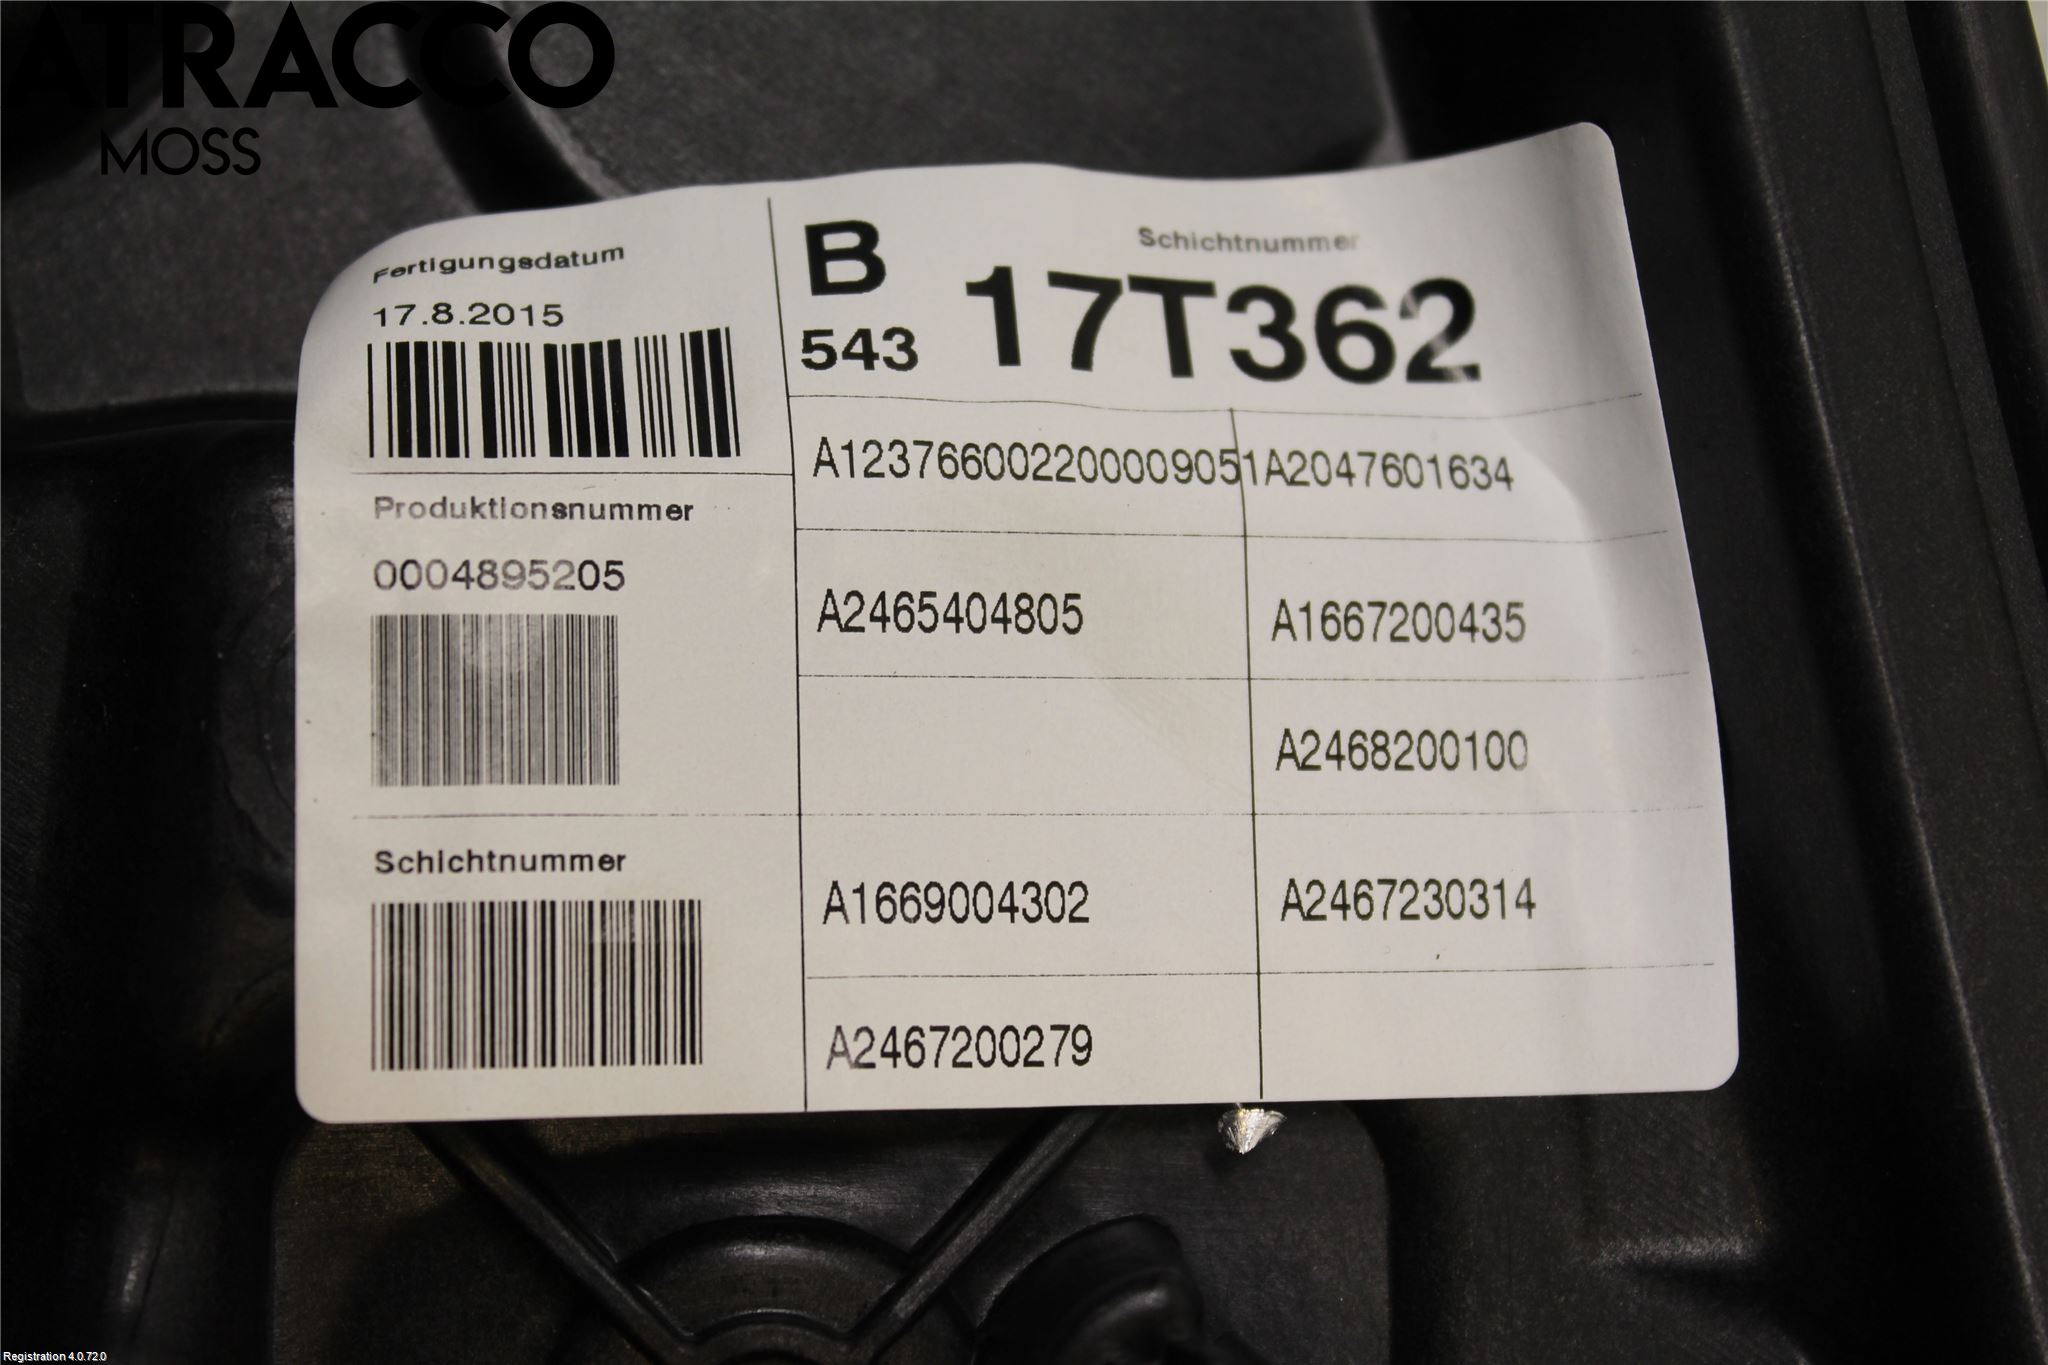 ATRACCO
MOSS
Fertigungsdatum
17.8.2015
B
543
Schichtnummer
17T362
Produktionsnummer
0004895205
Schichtnummer
A123766002200009051
A2047601634
A2465404805
A1667200435
A2468200100
A1669004302
A2467230314
A2467200279
Registration 4.0.72.0